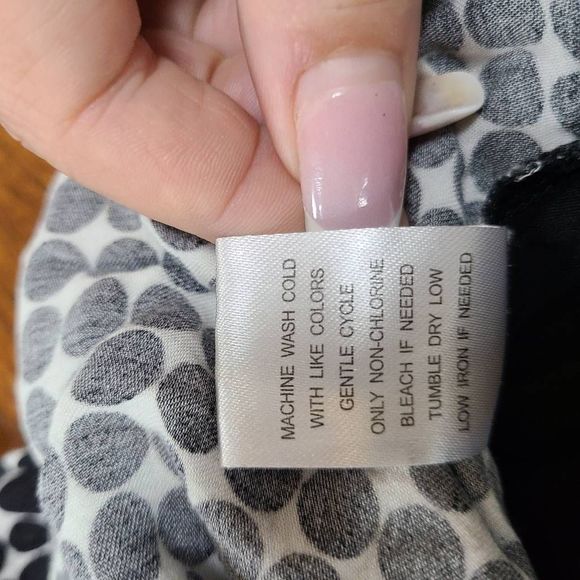 MACHINE WASH COLD
WITH LIKE COLORS
GENTLE CYCLE
ONLY NON-CHLORINE
BLEACH IF NEEDED
TUMBLE DRY LOW
LOW IRON IF NEEDED